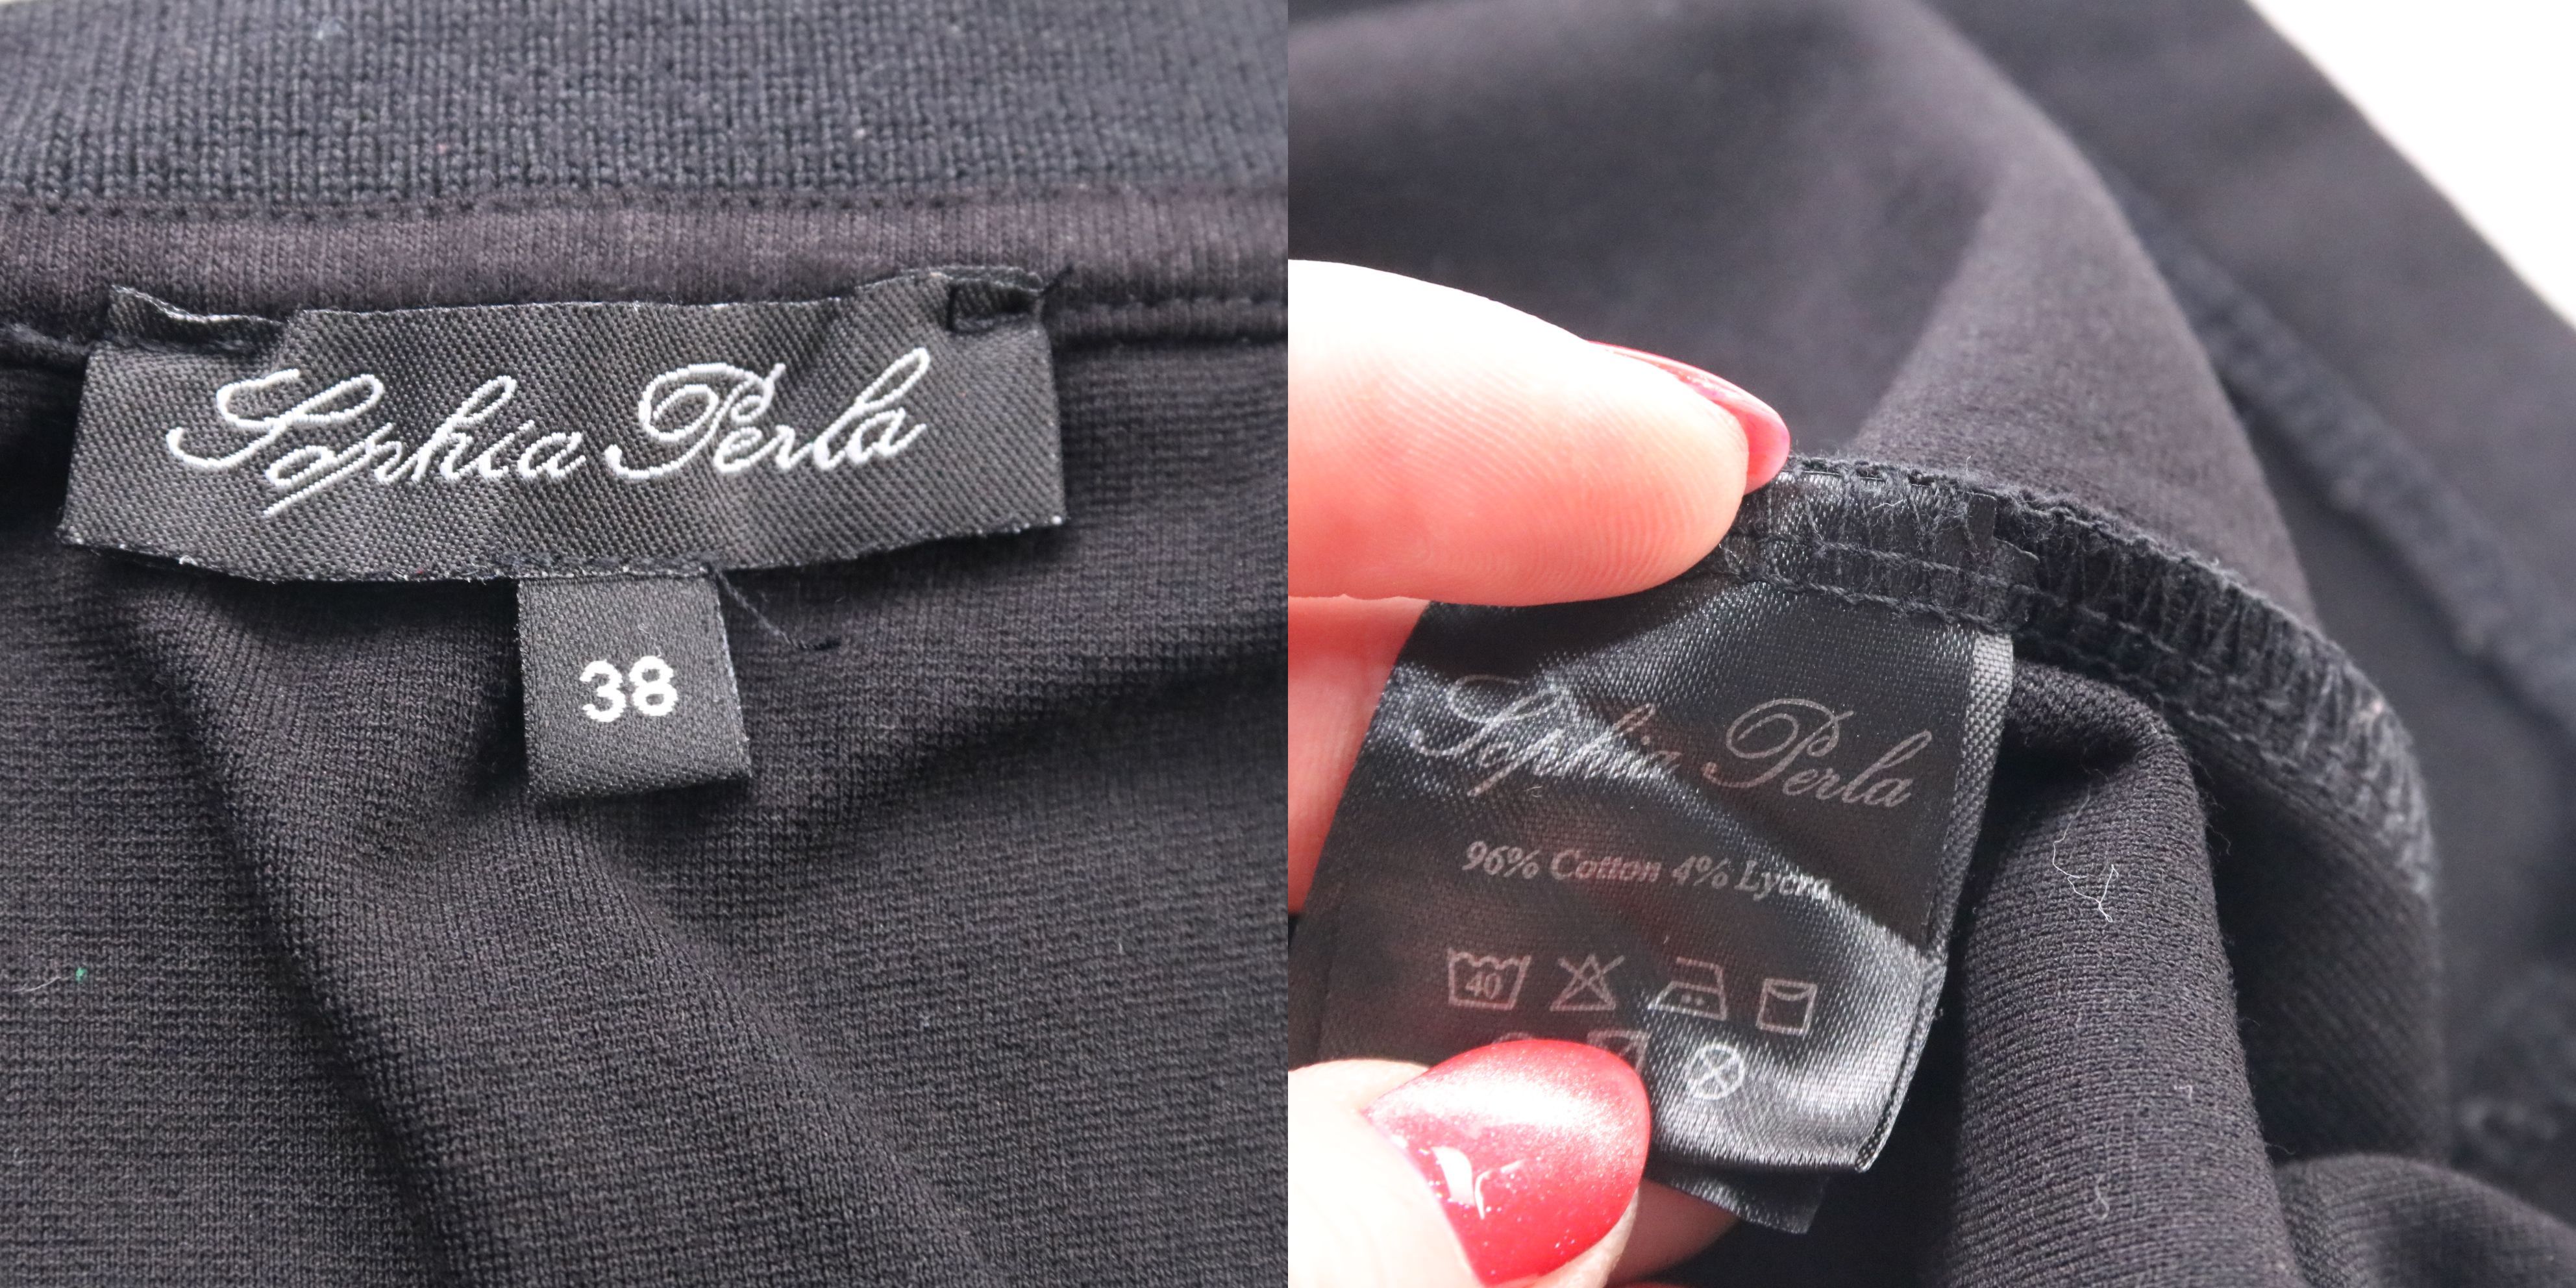 Sophia Perla
38
Sophia Perla
96% Cotton 4% Lycra
40